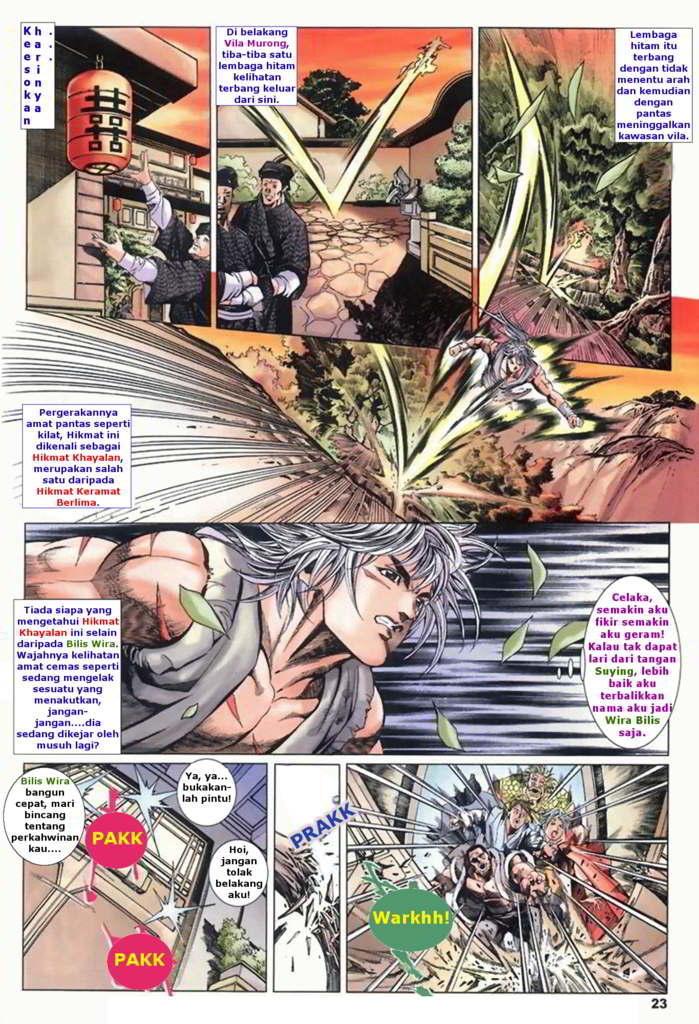 Keesokan
harinya
...
Di belakang
Vila Murong,
tiba-tiba satu
lembaga hitam
kelihatan
terbang keluar
dari sini.
Lembaga
hitam itu
terbang
dengan tidak
menentu arah
dan kemudian
dengan
pantas
meninggalkan
kawasan vila.
囍
Pergerakannya
amat pantas seperti
kilat, Hikmat ini
dikenali sebagai
Hikmat Khayalan,
merupakan salah
satu daripada
Hikmat Keramat
Berlima.
Tiada siapa yang
mengetahui Hikmat
Khayalan ini selain
daripada Bilis Wira.
Wajahnya kelihatan
amat cemas seperti
sedang mengelak
sesuatu yang
menakutkan,
jangan-
jangan....dia
sedang dikejar oleh
musuh lagi?
Celaka,
semakin aku
fikir semakin
aku geram!
Kalau tak dapat
lari dari tangan
Suying, lebih
baik aku
terbalikkan
nama aku jadi
Wira Bilis
saja.
Bilis Wira
bangun
cepat, mari
bincang
tentang
perkahwinan
kau....
PAKK
Ya, ya...
bukakan-
lah pintu!
Hoi,
jangan
tolak
belakang
aku!
PAKK
PRAKK
Warkhh!
23